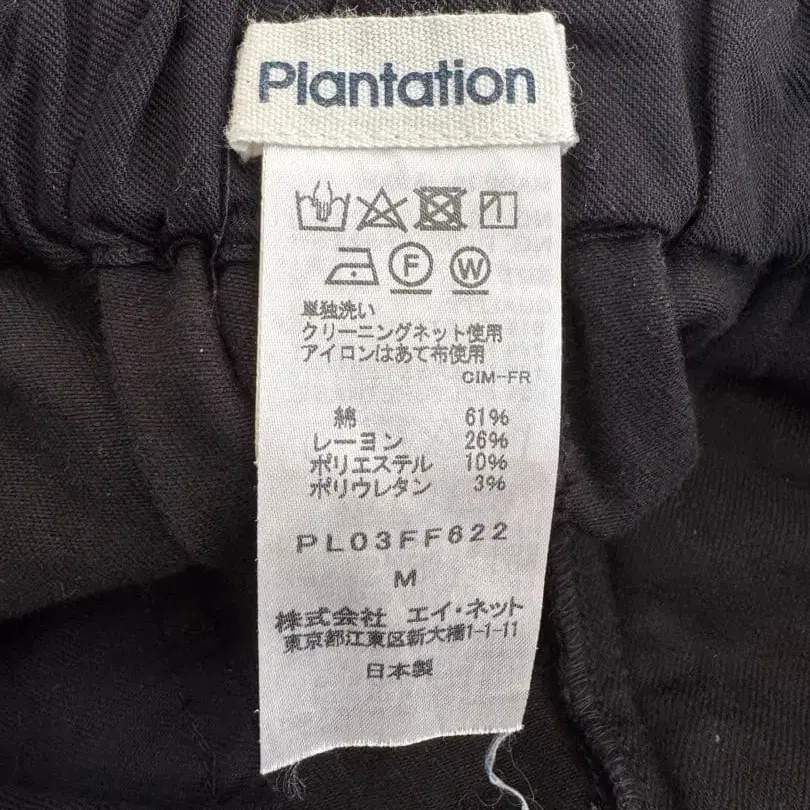 Plantation
F W
単独洗い
クリーニングネット使用
アイロンはあて布使用
CIM-FR
綿 61%
レーヨン 26%
ポリエステル 10%
ポリウレタン 3%
PL03FF622
M
株式会社 エイ・ネット
東京都江東区新大橋1-1-11
日本製